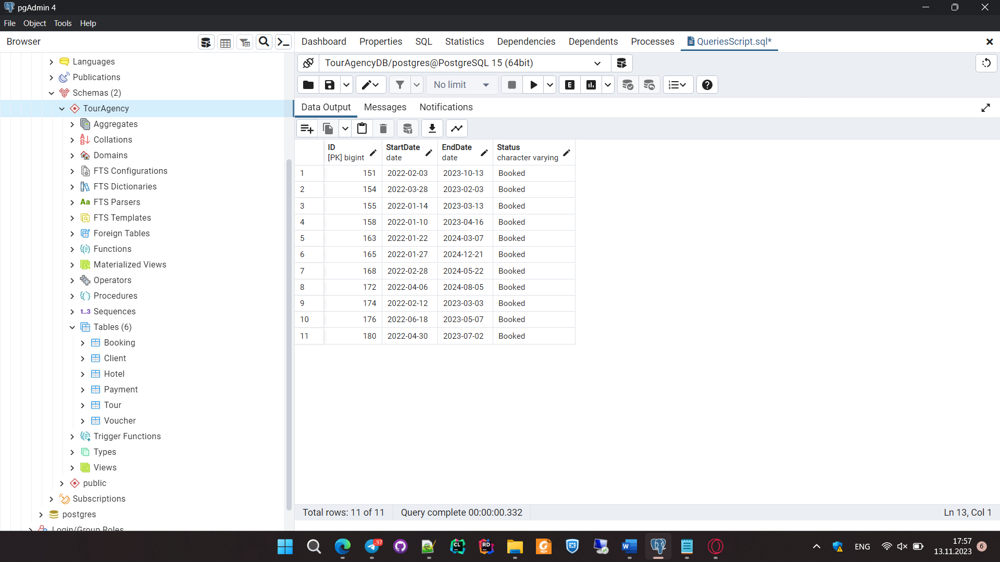 pgAdmin 4
File Object Tools Help
Browser
Dashboard Properties SQL Statistics Dependencies Dependents Processes QueriesScript.sql*
TourAgencyDB/postgres@PostgreSQL 15 (64bit)
No limit
E
Data Output Messages Notifications
Languages
Publications
Schemas (2)
TourAgency
Aggregates
Collations
Domains
FTS Configurations
FTS Dictionaries
Aa FTS Parsers
FTS Templates
Foreign Tables
Functions
Materialized Views
Operators
Procedures
1..3 Sequences
Tables (6)
Booking
Client
Hotel
Payment
Tour
Voucher
Trigger Functions
Types
Views
public
Subscriptions
postgres
Login/Group Roles
ID StartDate EndDate Status
[PK] bigint date date character varying
1 151 2022-02-03 2023-10-13 Booked
2 154 2022-03-28 2023-02-03 Booked
3 155 2022-01-14 2023-03-13 Booked
4 158 2022-01-10 2023-04-16 Booked
5 163 2022-01-22 2024-03-07 Booked
6 165 2022-01-27 2024-12-21 Booked
7 168 2022-02-28 2024-05-22 Booked
8 172 2022-04-06 2024-08-05 Booked
9 174 2022-02-12 2023-03-03 Booked
10 176 2022-06-18 2023-05-07 Booked
11 180 2022-04-30 2023-07-02 Booked
Total rows: 11 of 11 Query complete 00:00:00.332 Ln 13, Col 1
..97 CL RD PDF W ENG 17:57 6
13.11.2023